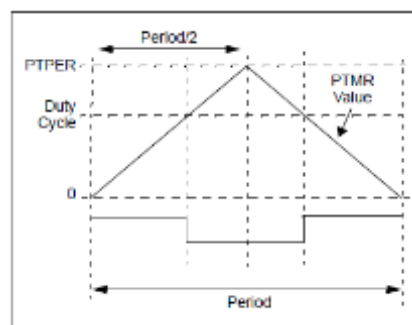 Period/2
PTPER
PTMR
Value
Duty
Cycle
0
Period